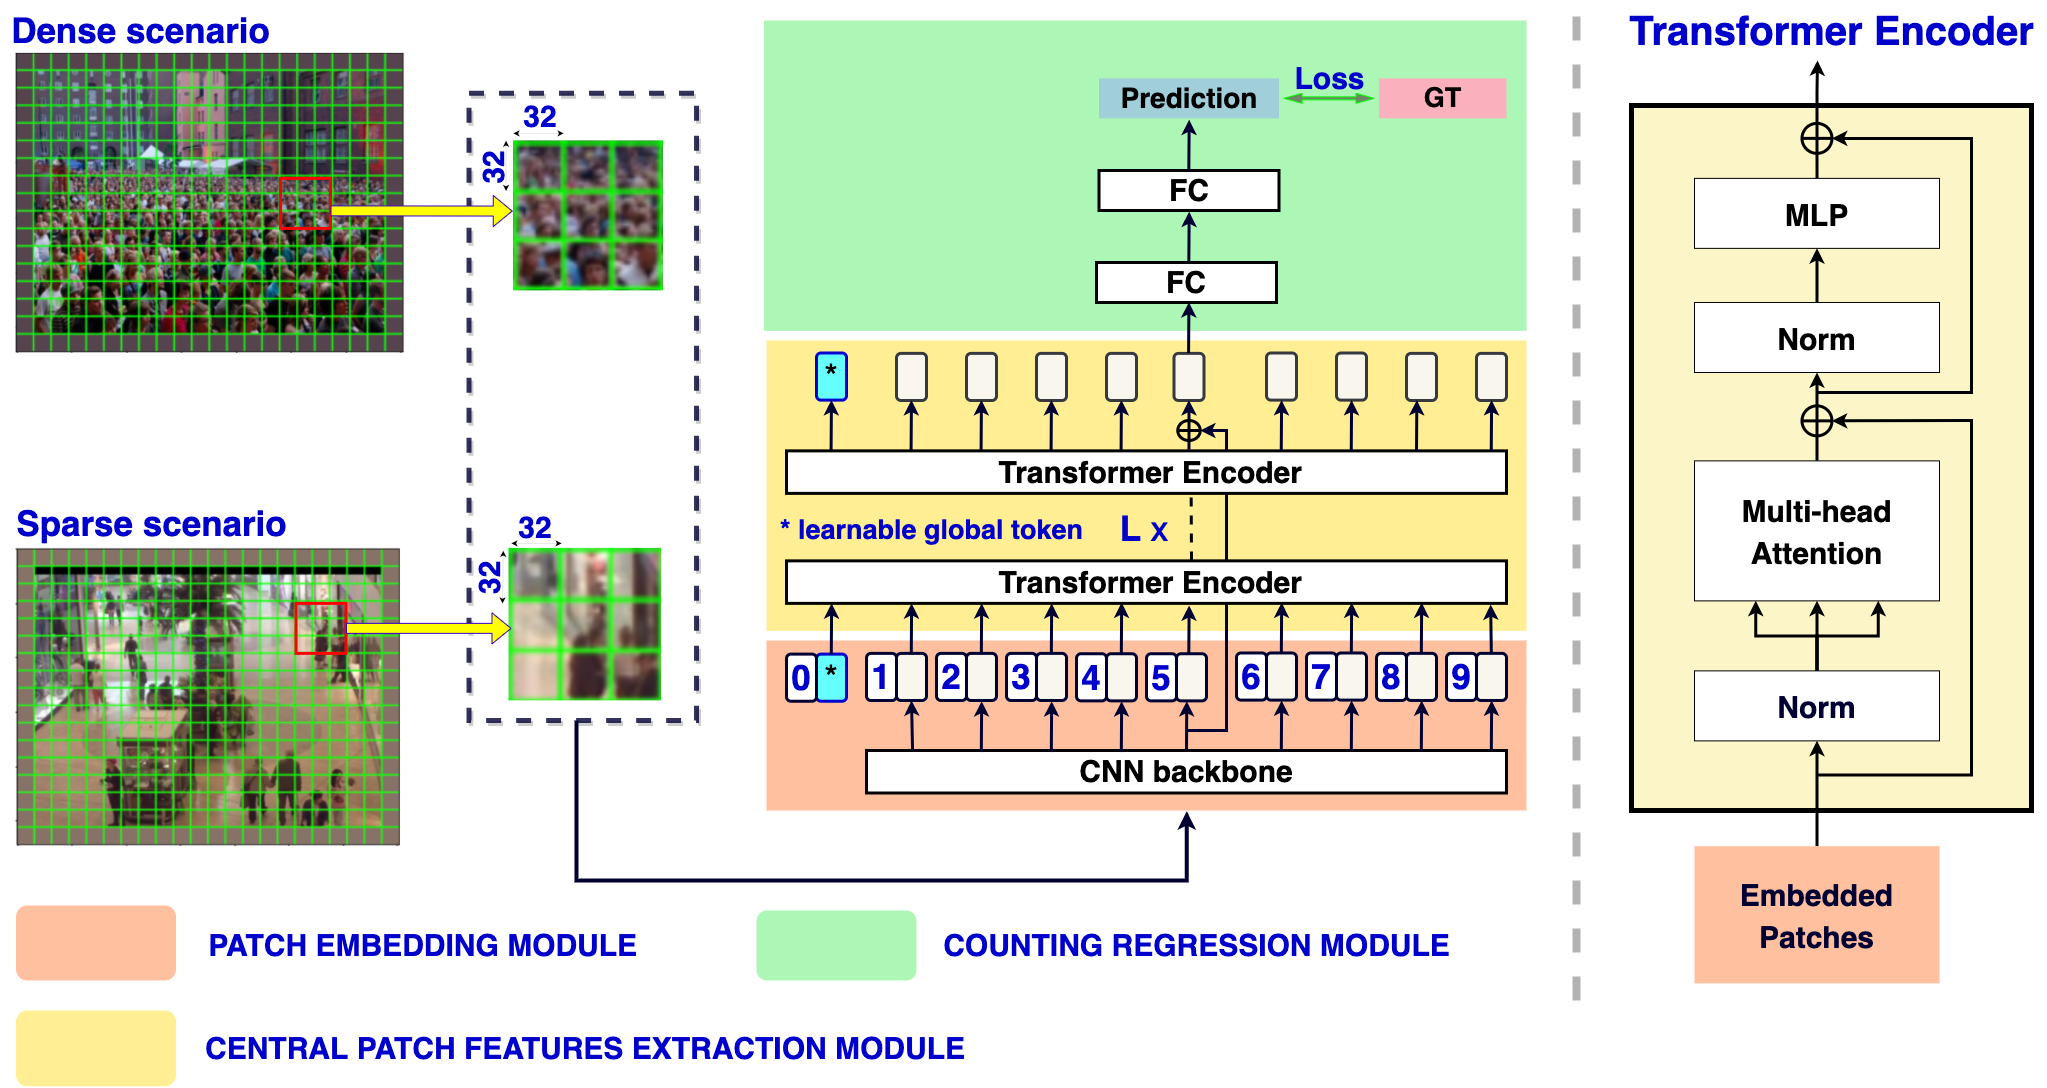 Dense scenario
32
32
Sparse scenario
32
32
Prediction
Loss
GT
FC
FC
*
Transformer Encoder
* learnable global token
L x
Transformer Encoder
0 * 1 2 3 4 5 6 7 8 9
CNN backbone
PATCH EMBEDDING MODULE
COUNTING REGRESSION MODULE
CENTRAL PATCH FEATURES EXTRACTION MODULE
Transformer Encoder
MLP
Norm
Multi-head
Attention
Norm
Embedded
Patches